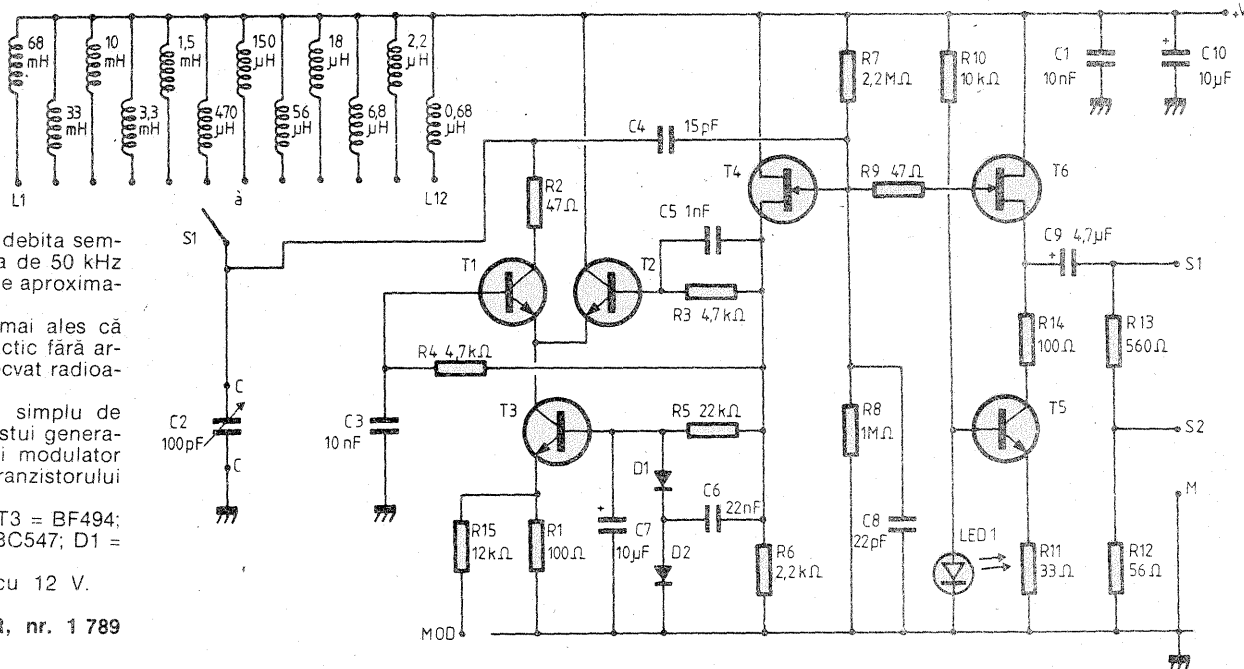 +V
68
mH
33
mH
10
mH
3,3
mH
1,5
mH
470
µH
150
µH
56
µH
18
µH
6,8
µH
2,2
µH
0,68
µH
L1
à
L12
S1
C2
100pF
C
C
C3
10 nF
R4 4,7kΩ
T1
T2
R2
47Ω
C4
15pF
C5 1nF
R3 4,7kΩ
T3
R5 22kΩ
D1
C6
22nF
D2
C7
10µF
+
R15
12kΩ
R1
100Ω
R6
2,2kΩ
MOD
T4
R7
2,2MΩ
R9 47Ω
R8
1MΩ
C8
22pF
R10
10kΩ
LED 1
T6
C9 4,7µF
+
R14
100Ω
T5
R11
33Ω
R13
560Ω
R12
56Ω
S1
S2
M
C1
10nF
+
C10
10µF
debita sem-
a de 50 kHz
e aproxima-
mai ales că
ctic fără ar-
ecvat radioa-
simplu de
stui genera-
i modulator
ranzistorului
T3 = BF494;
BC547; D1 =
cu 12 V.
, nr. 1 789